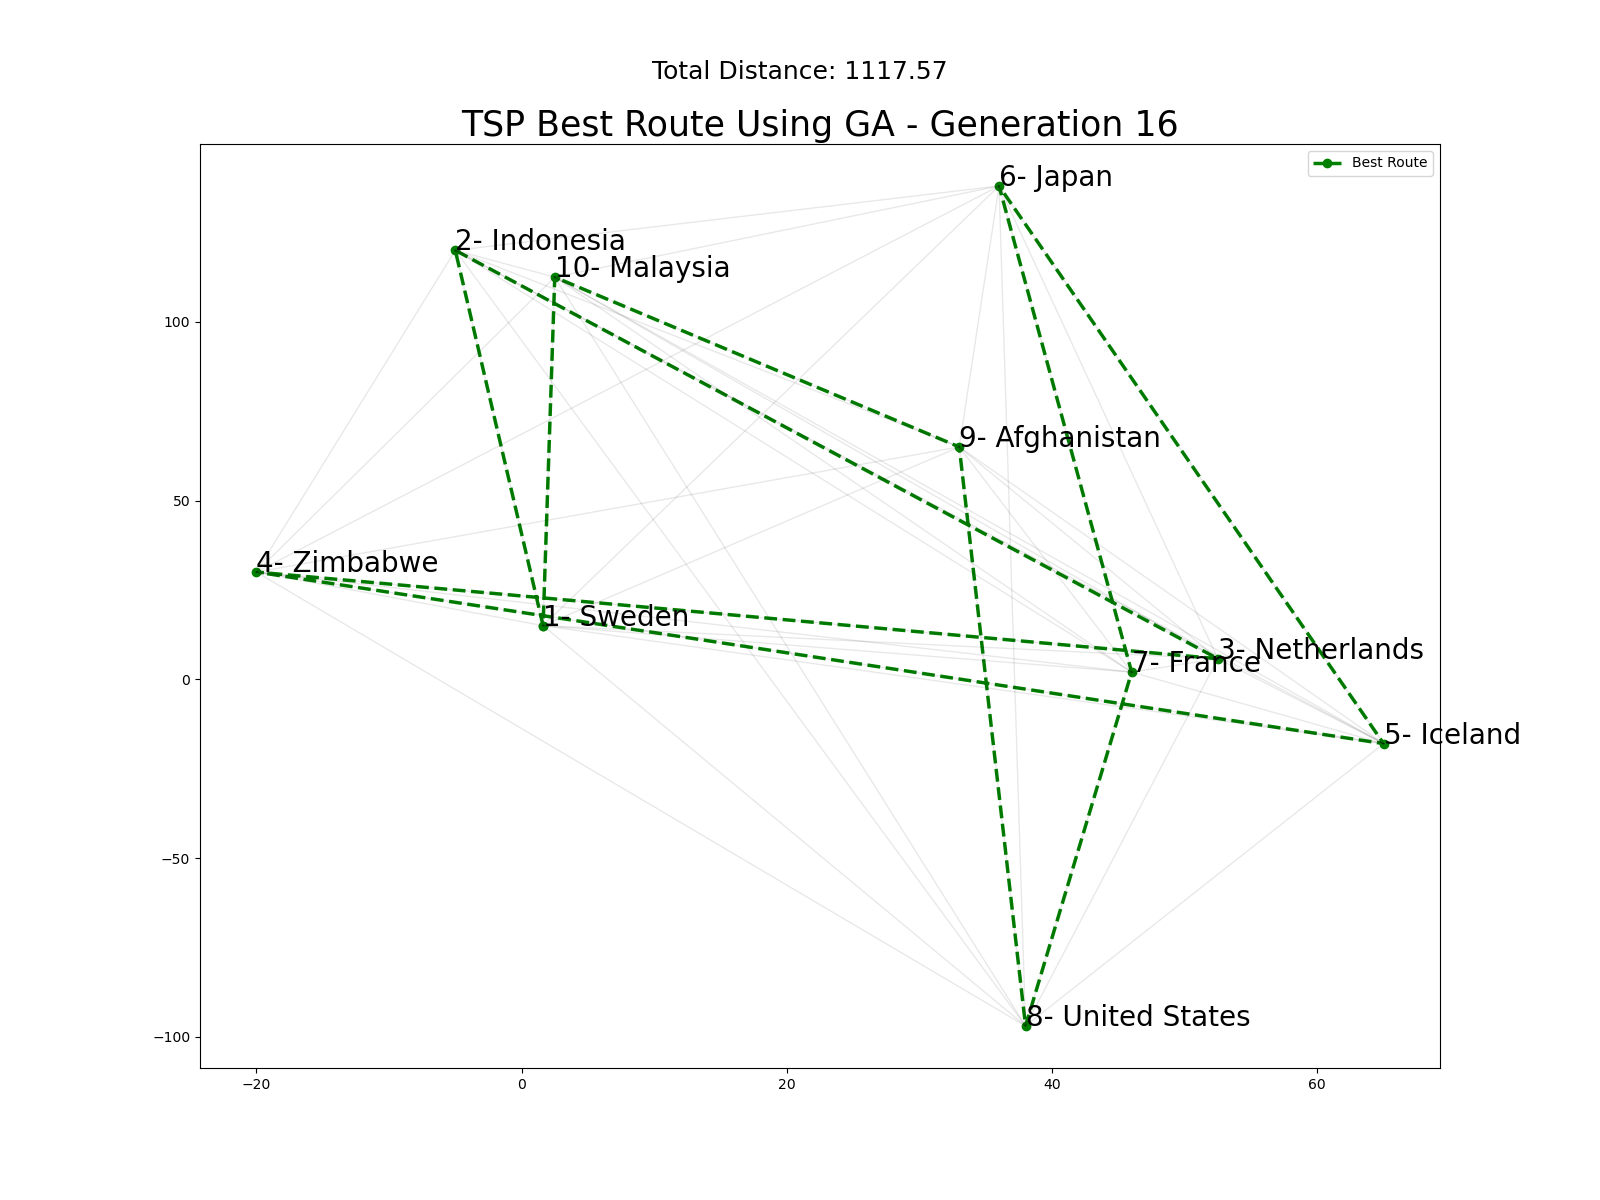 Total Distance: 1117.57
TSP Best Route Using GA - Generation 16
Best Route
6- Japan
2- Indonesia
10- Malaysia
9- Afghanistan
4- Zimbabwe
1- Sweden
3- Netherlands
7- France
5- Iceland
8- United States
100
50
0
−50
−100
−20
0
20
40
60